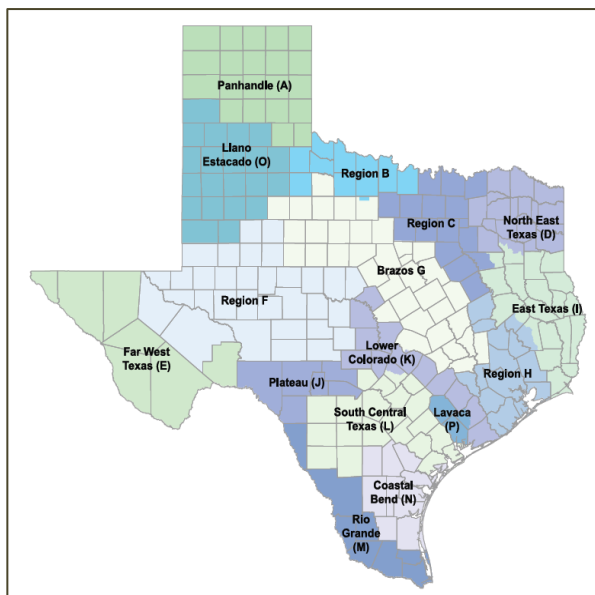 Panhandle (A)
Llano
Estacado (O)
Region B
Region C
North East
Texas (D)
Brazos G
East Texas (I)
Region F
Far West
Texas (E)
Lower
Colorado (K)
Region H
Plateau (J)
South Central
Texas (L)
Lavaca
(P)
Coastal
Bend (N)
Rio
Grande
(M)